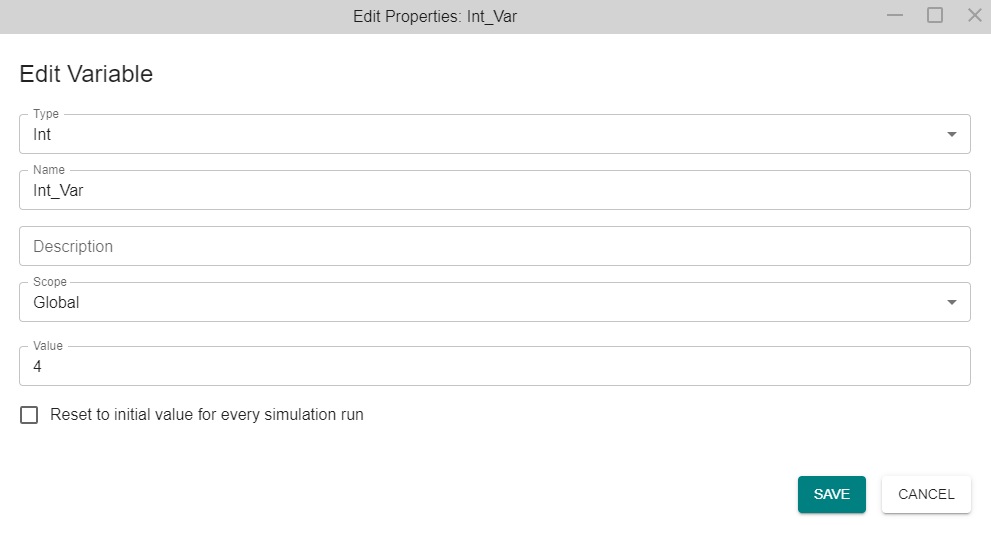 Edit Properties: Int_Var
Edit Variable
Type
Int
Name
Int_Var
Description
Scope
Global
Value
4
Reset to initial value for every simulation run
SAVE CANCEL